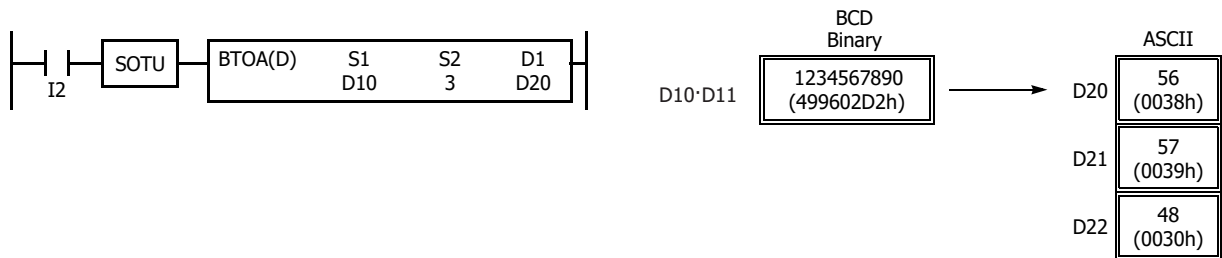 I2
SOTU
BTOA(D) S1 S2 D1
D10 3 D20
BCD
Binary
ASCII
D10·D11
1234567890
(499602D2h)
D20
56
(0038h)
D21
57
(0039h)
D22
48
(0030h)